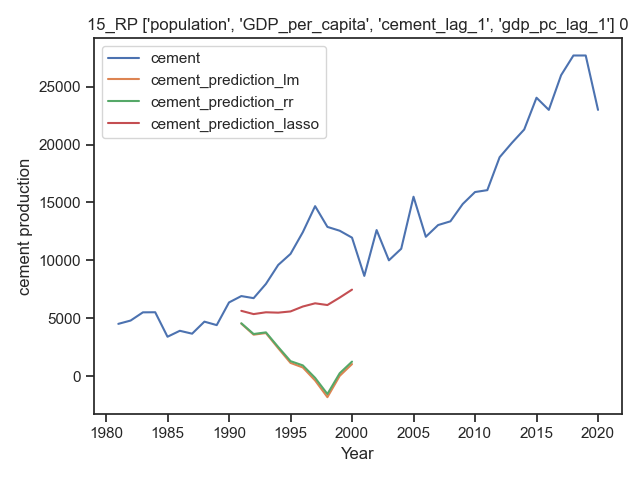 15_RP ['population', 'GDP_per_capita', 'cement_lag_1', 'gdp_pc_lag_1'] 0
cement
cement_prediction_lm
cement_prediction_rr
cement_prediction_lasso
cement production
25000
20000
15000
10000
5000
0
1980 1985 1990 1995 2000 2005 2010 2015 2020
Year